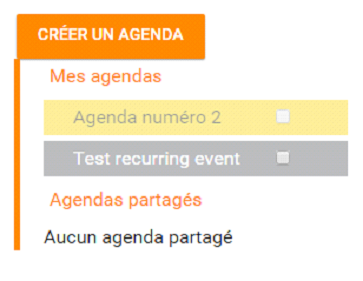 CRÉER UN AGENDA
Mes agendas
Agenda numéro 2
Test recurring event
Agendas partagés
Aucun agenda partagé